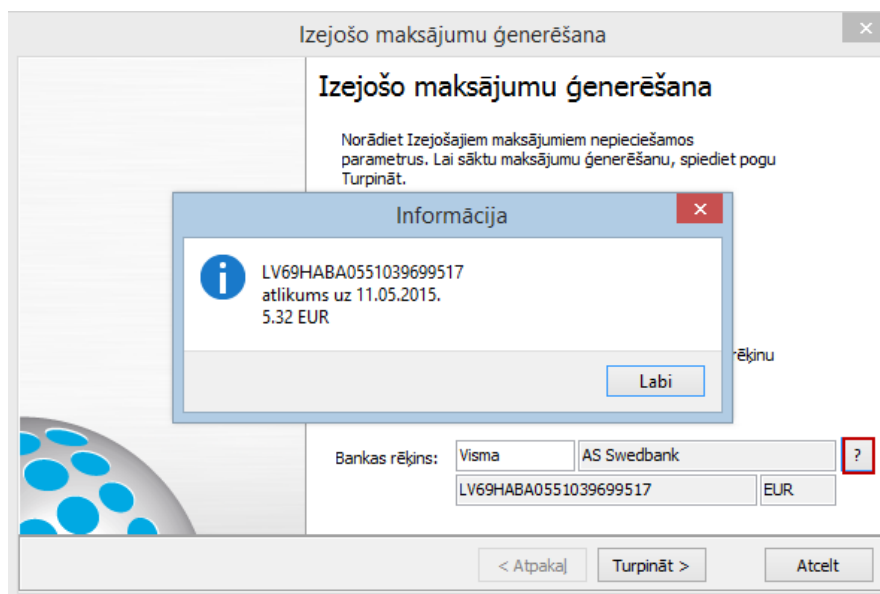 Izejošo maksājumu ģenerēšana
Izejošo maksājumu ģenerēšana
Norādiet Izejošajiem maksājumiem nepieciešamos
parametrus. Lai sāktu maksājumu ģenerēšanu, spiediet pogu
Turpināt.
Informācija
LV69HABA0551039699517
atlikums uz 11.05.2015.
5.32 EUR
Labi
Bankas rēķins: Visma AS Swedbank ?
LV69HABA0551039699517 EUR
< Atpakaļ Turpināt > Atcelt